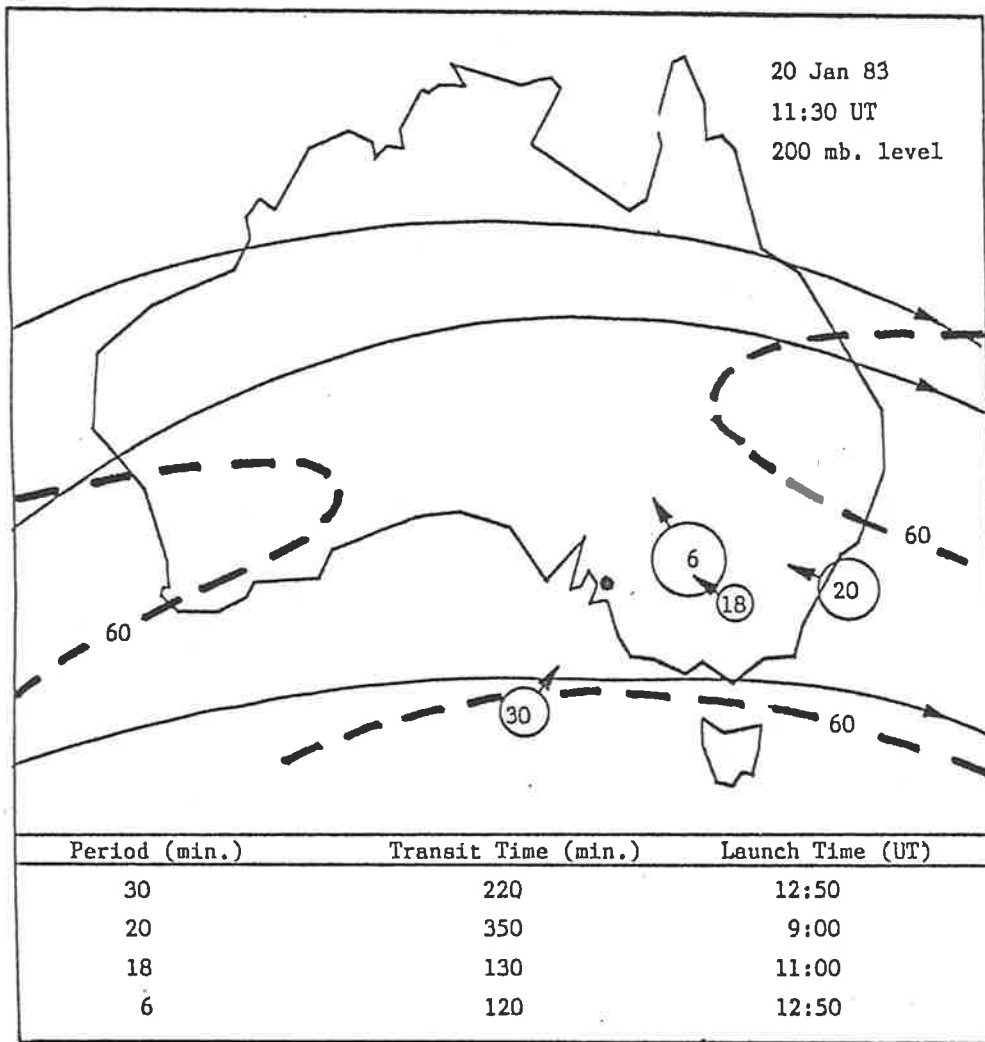 20 Jan 83
11:30 UT
200 mb. level
60
6
18
20
60
30
60
Period (min.) Transit Time (min.) Launch Time (UT)
30 220 12:50
20 350 9:00
18 130 11:00
6 120 12:50